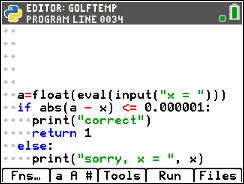 EDITOR: GOLFTEMP
PROGRAM LINE 0034
a=float(eval(input("x = ")))
if abs(a - x) <= 0.000001:
print("correct")
return 1
else:
print("sorry, x = ", x)
Fns… a A # Tools Run Files